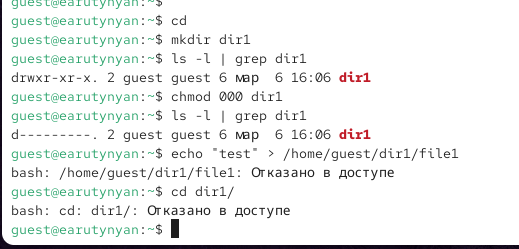 guest@earutynyan:~$
guest@earutynyan:~$ cd
guest@earutynyan:~$ mkdir dir1
guest@earutynyan:~$ ls -l | grep dir1
drwxr-xr-x. 2 guest guest 6 мар  6 16:06 dir1
guest@earutynyan:~$ chmod 000 dir1
guest@earutynyan:~$ ls -l | grep dir1
d---------. 2 guest guest 6 мар  6 16:06 dir1
guest@earutynyan:~$ echo "test" > /home/guest/dir1/file1
bash: /home/guest/dir1/file1: Отказано в доступе
guest@earutynyan:~$ cd dir1/
bash: cd: dir1/: Отказано в доступе
guest@earutynyan:~$